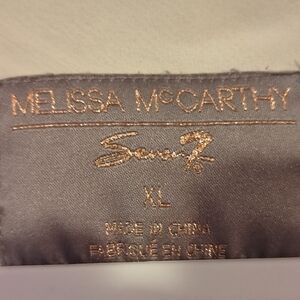 MELISSA McCARTHY
Seven7
XL
MADE IN CHINA
FABRIQUÉ EN CHINE